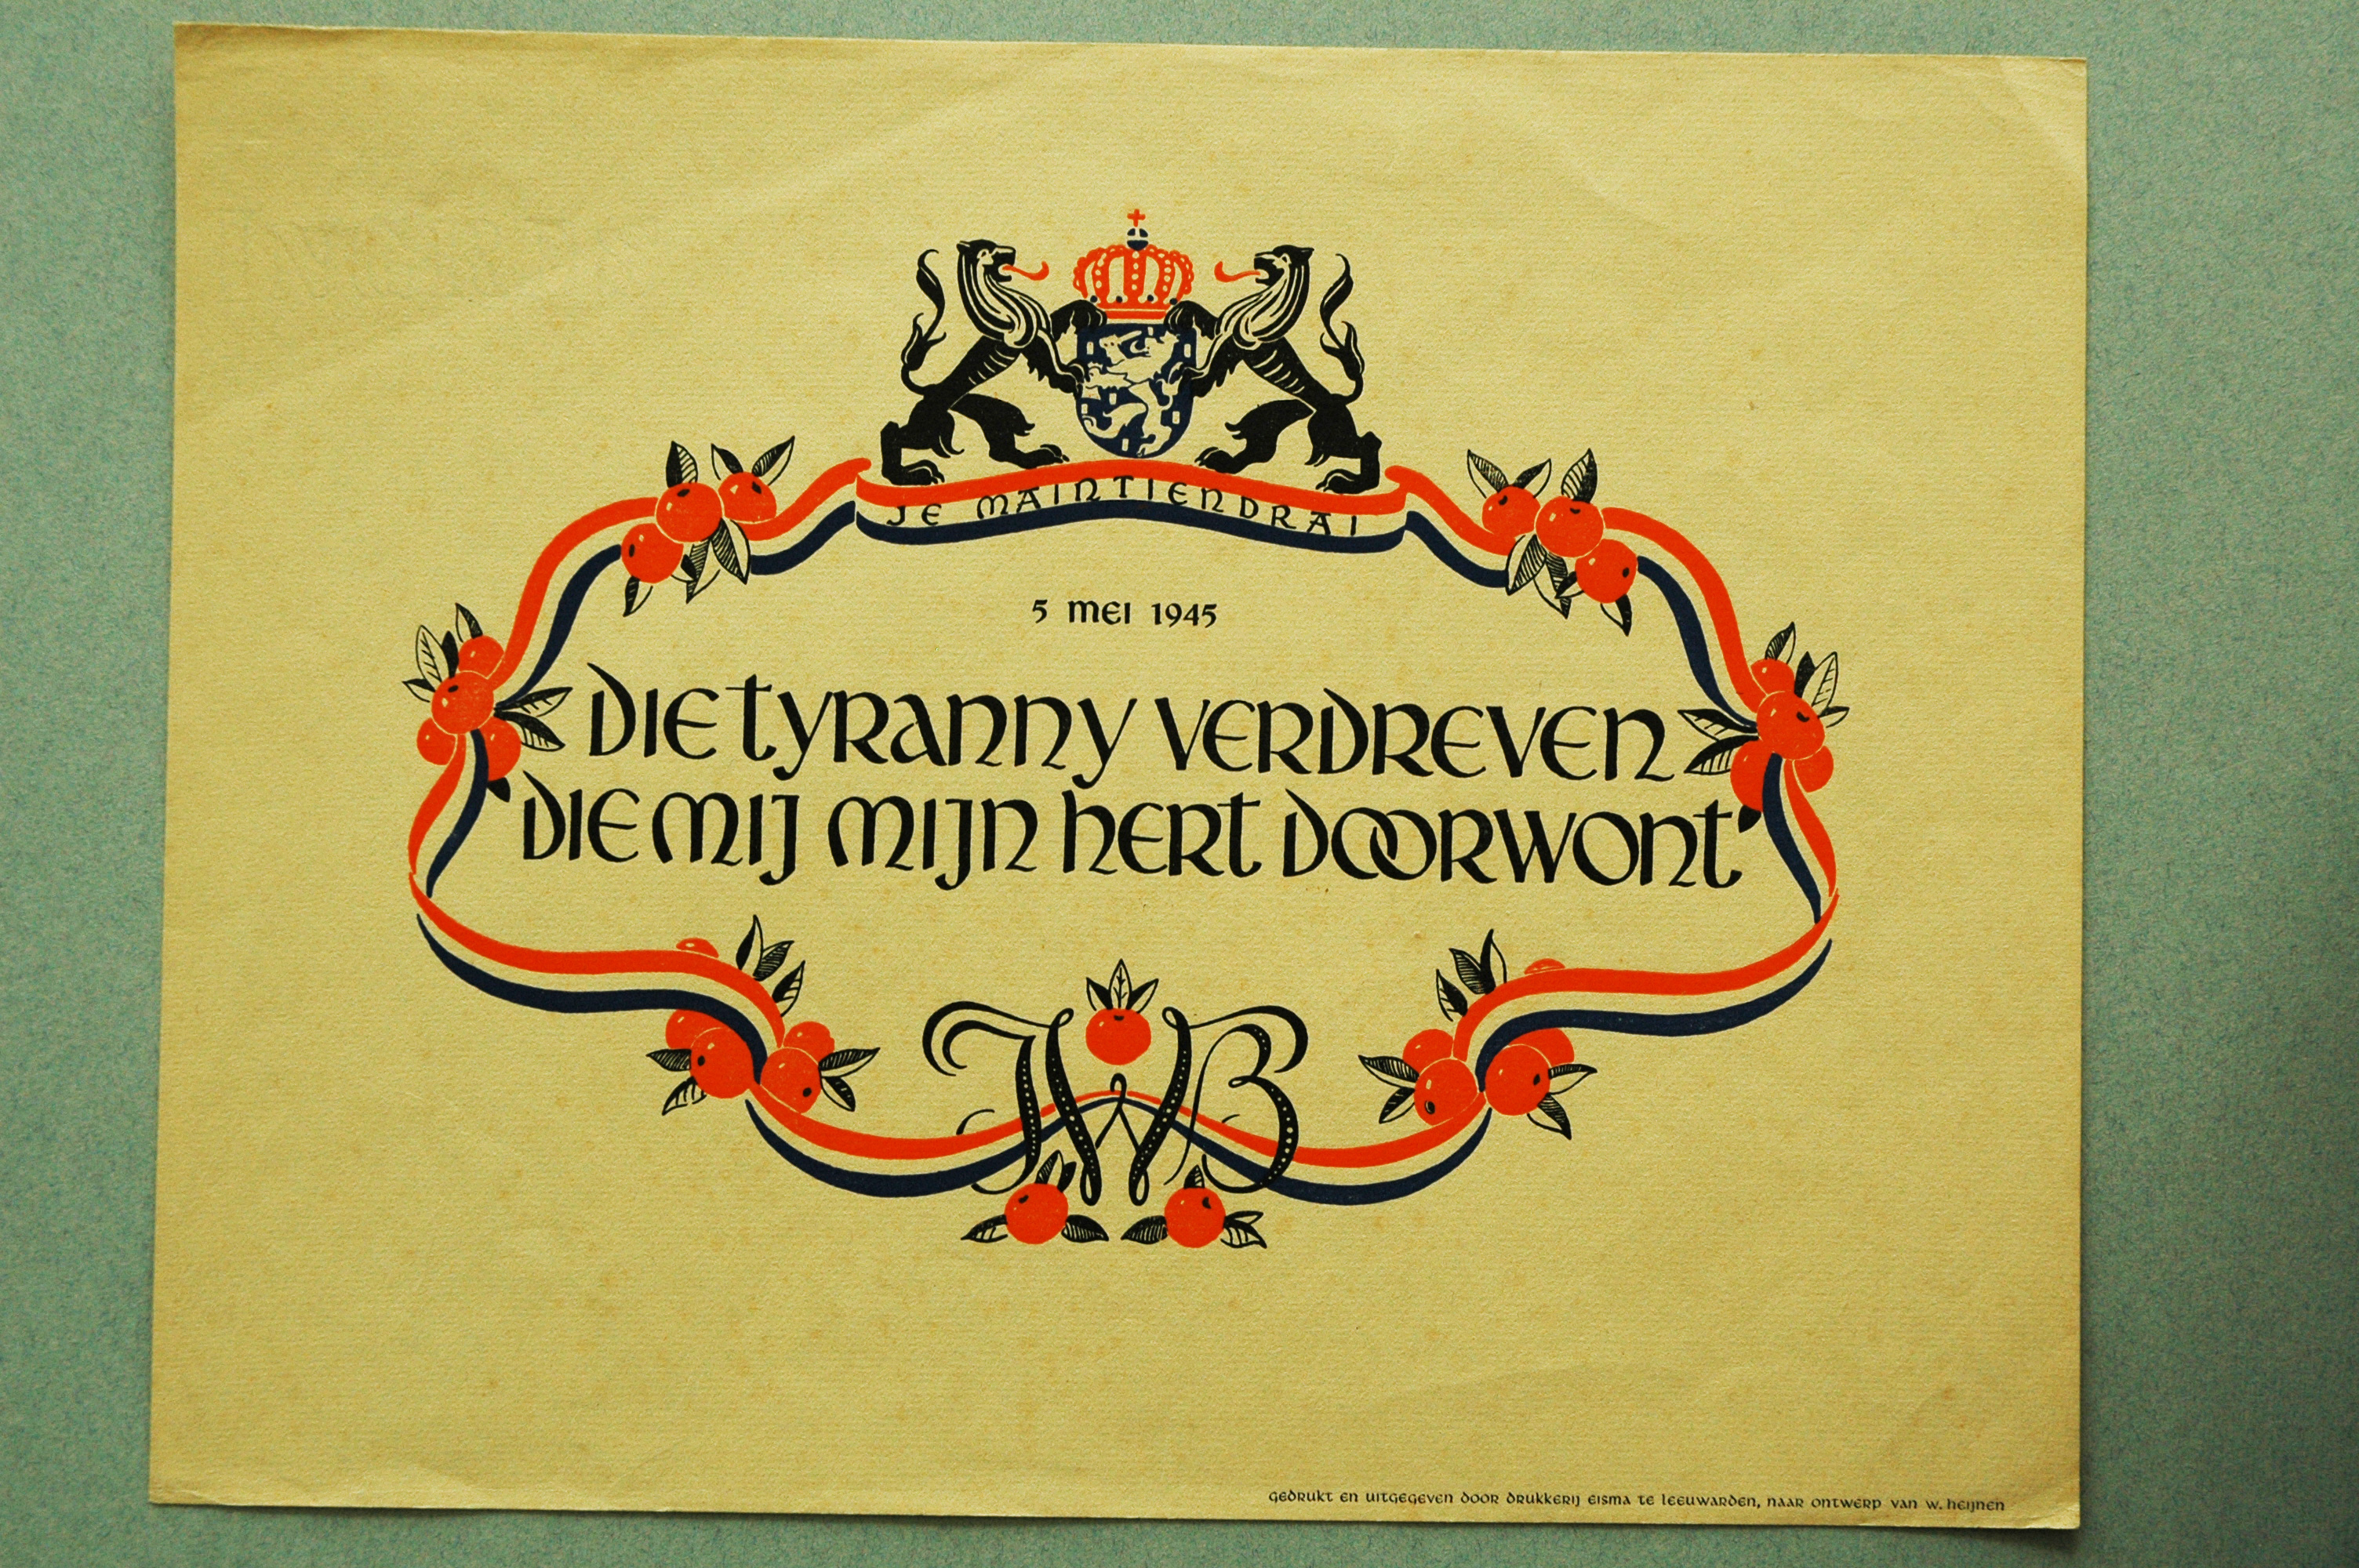 JE MAINTIENDRAI
5 mei 1945
DIE tyranny VERDREVEN
DIE MIJ MIJN hERT DOORWONT
WB
gedrukt en uitgegeven door drukkerij eisma te leeuwarden, naar ontwerp van w. heijnen